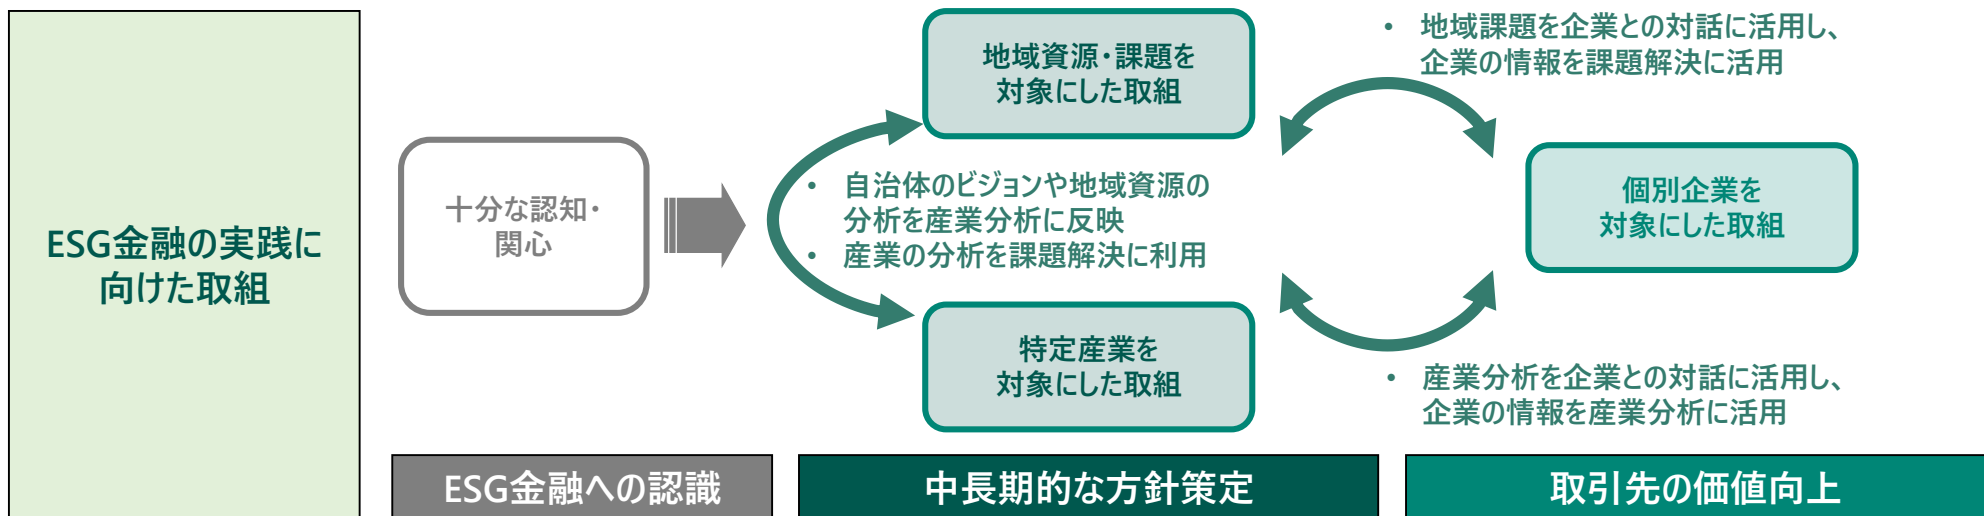 ESG金融の実践に
向けた取組
十分な認知・
関心
地域資源・課題を
対象にした取組
• 自治体のビジョンや地域資源の
分析を産業分析に反映
• 産業の分析を課題解決に利用
特定産業を
対象にした取組
• 地域課題を企業との対話に活用し、
企業の情報を課題解決に活用
個別企業を
対象にした取組
• 産業分析を企業との対話に活用し、
企業の情報を産業分析に活用
ESG金融への認識
中長期的な方針策定
取引先の価値向上